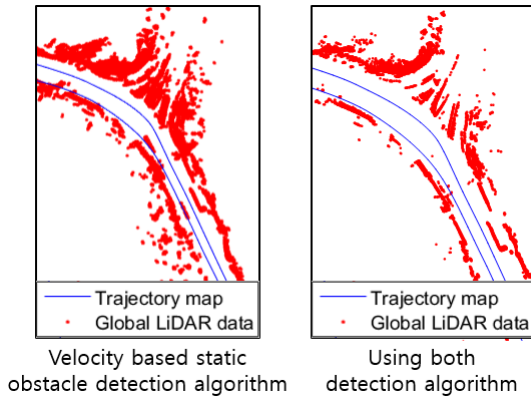 Trajectory map
Global LiDAR data
Velocity based static
obstacle detection algorithm
Trajectory map
Global LiDAR data
Using both
detection algorithm